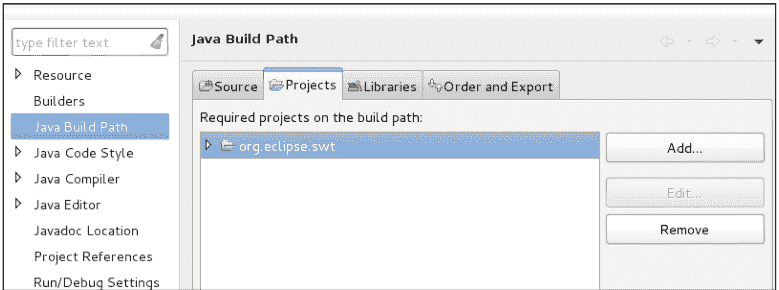 type filter text
Resource
Builders
Java Build Path
Java Code Style
Java Compiler
Java Editor
Javadoc Location
Project References
Run/Debug Settings
Java Build Path
Source Projects Libraries Order and Export
Required projects on the build path:
org.eclipse.swt
Add...
Edit...
Remove